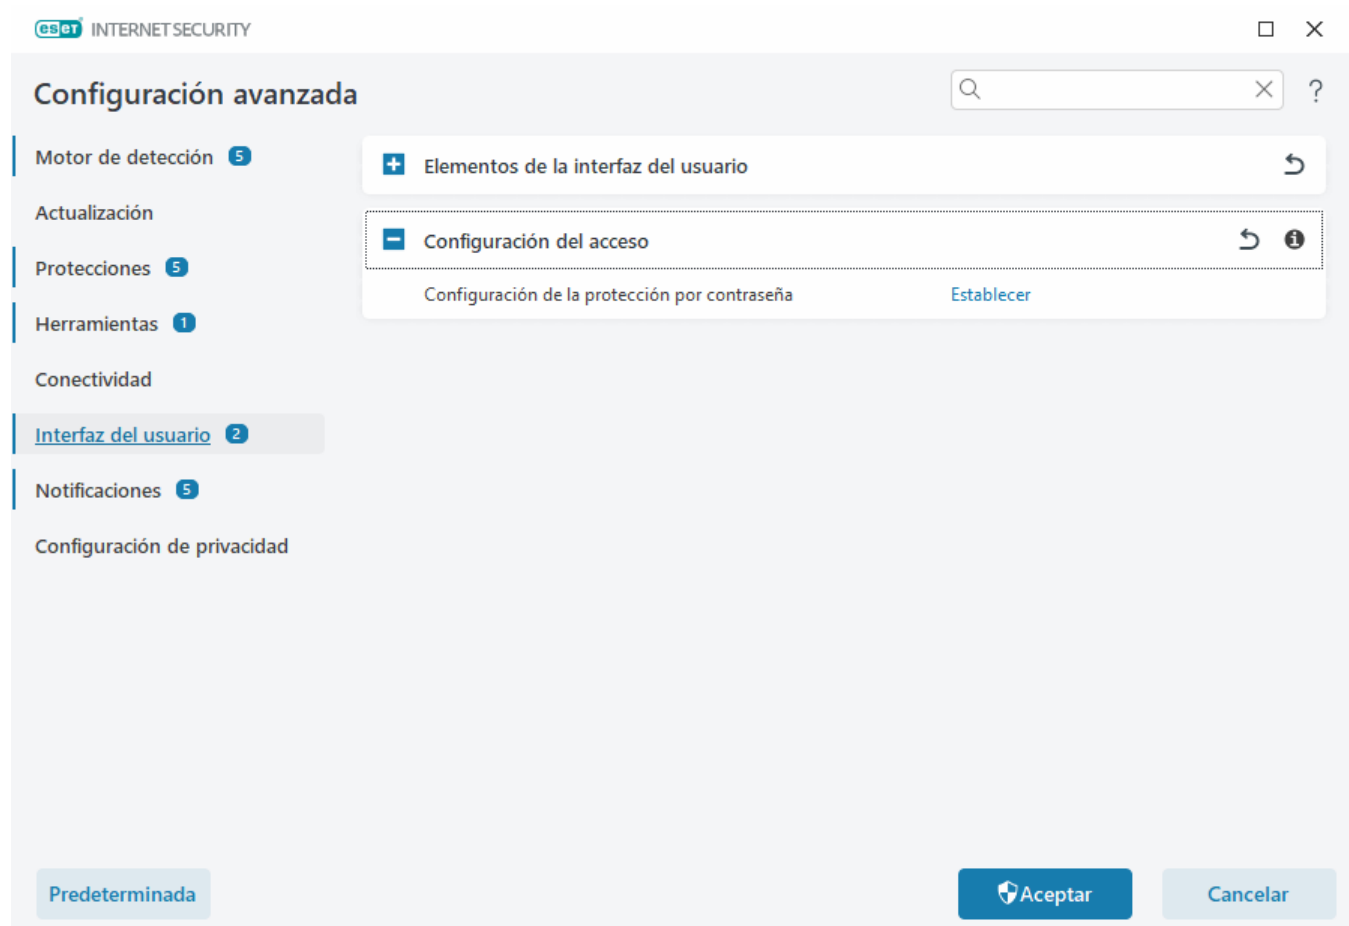 eset INTERNET SECURITY
Configuración avanzada
?
Motor de detección 5
Actualización
Protecciones 5
Herramientas 1
Conectividad
Interfaz del usuario 2
Notificaciones 5
Configuración de privacidad
Elementos de la interfaz del usuario
Configuración del acceso
Configuración de la protección por contraseña Establecer
Predeterminada
Aceptar
Cancelar